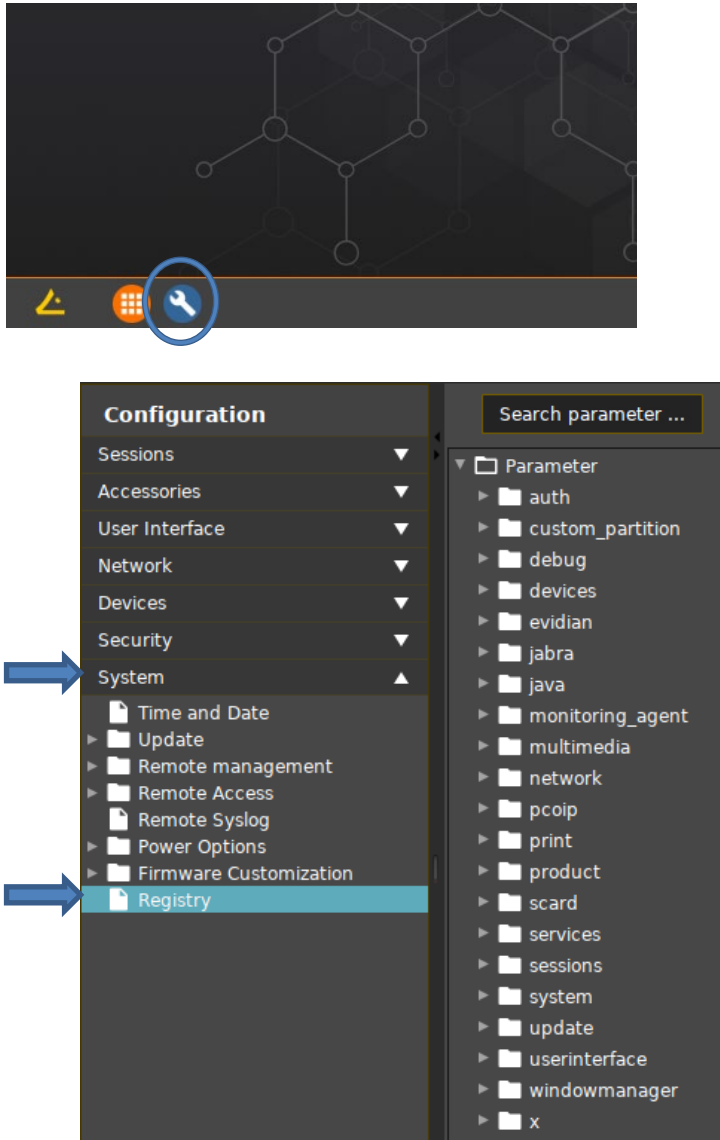 Configuration
Sessions
Accessories
User Interface
Network
Devices
Security
System
Time and Date
Update
Remote management
Remote Access
Remote Syslog
Power Options
Firmware Customization
Registry
Search parameter ...
Parameter
auth
custom_partition
debug
devices
evidian
jabra
java
monitoring_agent
multimedia
network
pcoip
print
product
scard
services
sessions
system
update
userinterface
windowmanager
x